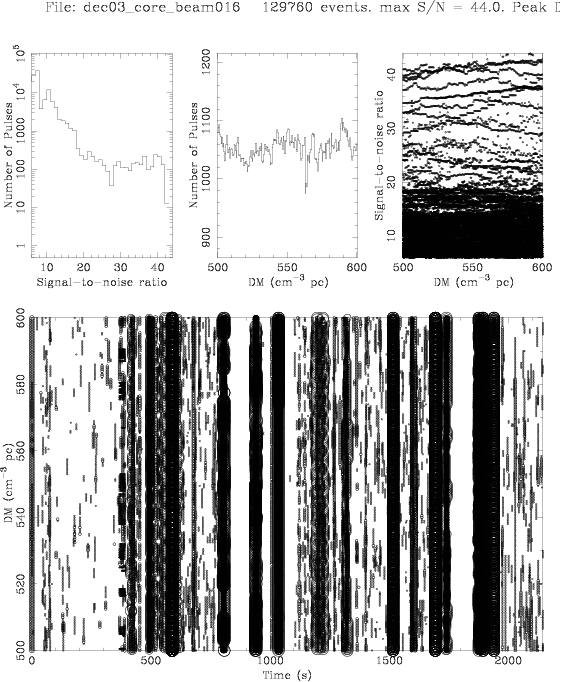 File: dec03_core_beam016 129760 events. max S/N = 44.0. Peak D
Number of Pulses
1 10 100 1000 10⁴ 10⁵
10 20 30 40
Signal-to-noise ratio
Number of Pulses
900 1000 1100 1200
500 550 600
DM (cm⁻³ pc)
Signal-to-noise ratio
10 20 30 40
500 550 600
DM (cm⁻³ pc)
DM (cm⁻³ pc)
500 520 540 560 580 600
0 500 1000 1500 2000
Time (s)